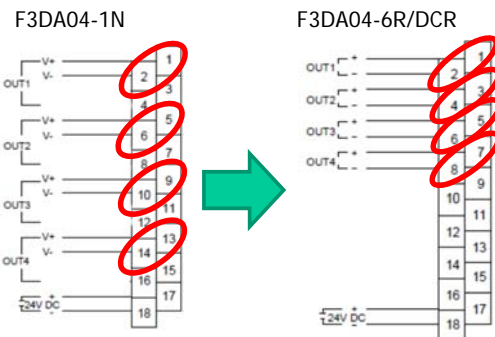 F3DA04-1N
F3DA04-6R/DCR
OUT1
V+
V-
OUT2
V+
V-
OUT3
V+
V-
OUT4
V+
V-
24V DC
+
-
1
2
3
4
5
6
7
8
9
10
11
12
13
14
15
16
17
18
OUT1
+
-
OUT2
+
-
OUT3
+
-
OUT4
+
-
24V DC
+
-
1
2
3
4
5
6
7
8
9
10
11
12
13
14
15
16
17
18